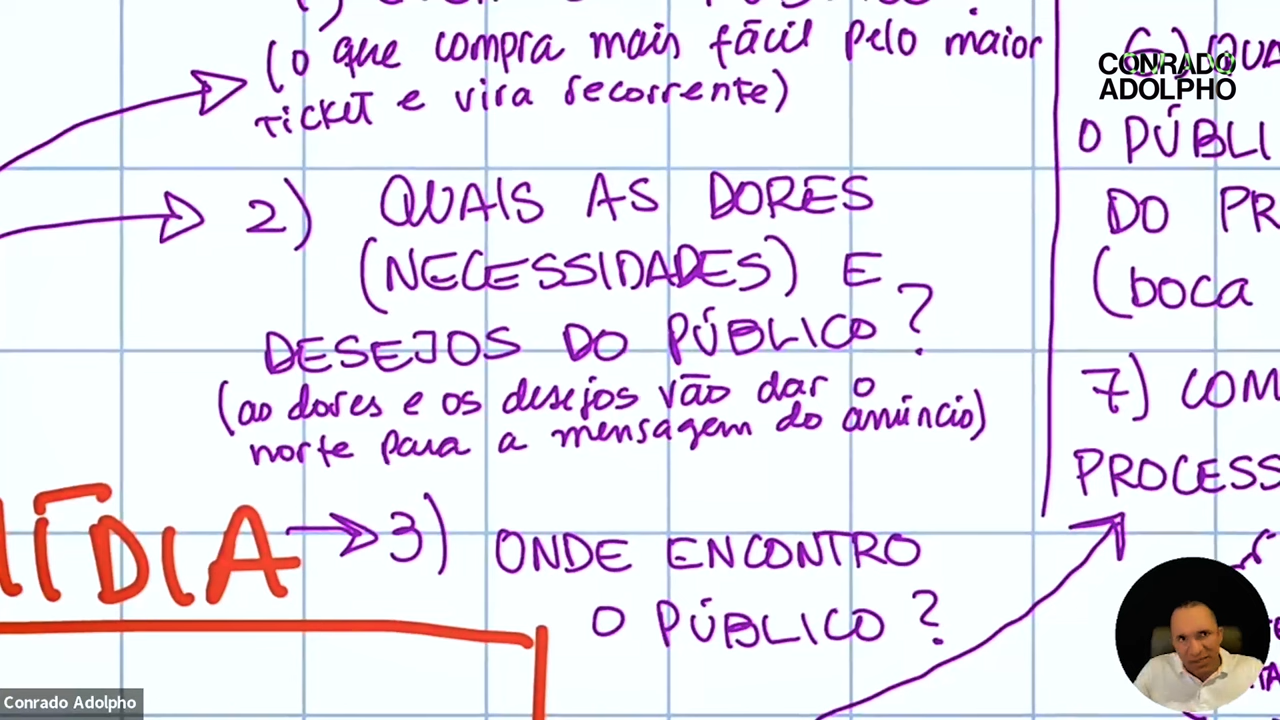 (o que compra mais fácil pelo maior
ticket e vira recorrente)
2) QUAIS AS DORES
(NECESSIDADES) E
DESEJOS DO PÚBLICO?
(as dores e os desejos vão dar o
norte para a mensagem do anúncio)
MÍDIA
3) ONDE ENCONTRO
O PÚBLICO?
6) QUA
O PÚBLI
DO PR
(boca
7) COM
PROCESS
CONRADO
ADOLPHO
Conrado Adolpho